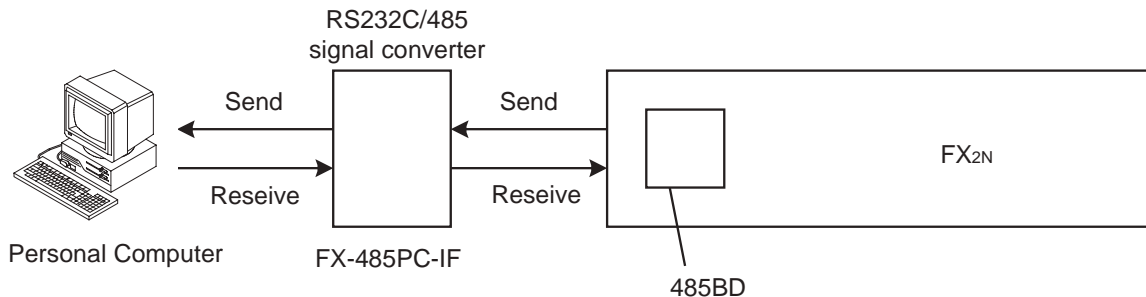 RS232C/485
signal converter
Send
Send
FX2N
Reseive
Reseive
Personal Computer
FX-485PC-IF
485BD